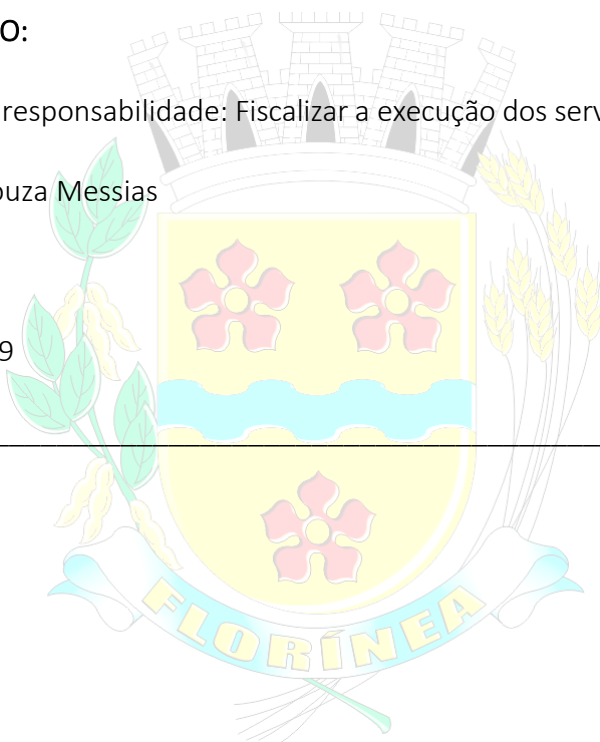 O:
responsabilidade: Fiscalizar a execução dos serv
ouza Messias
9
FLORÍNEA